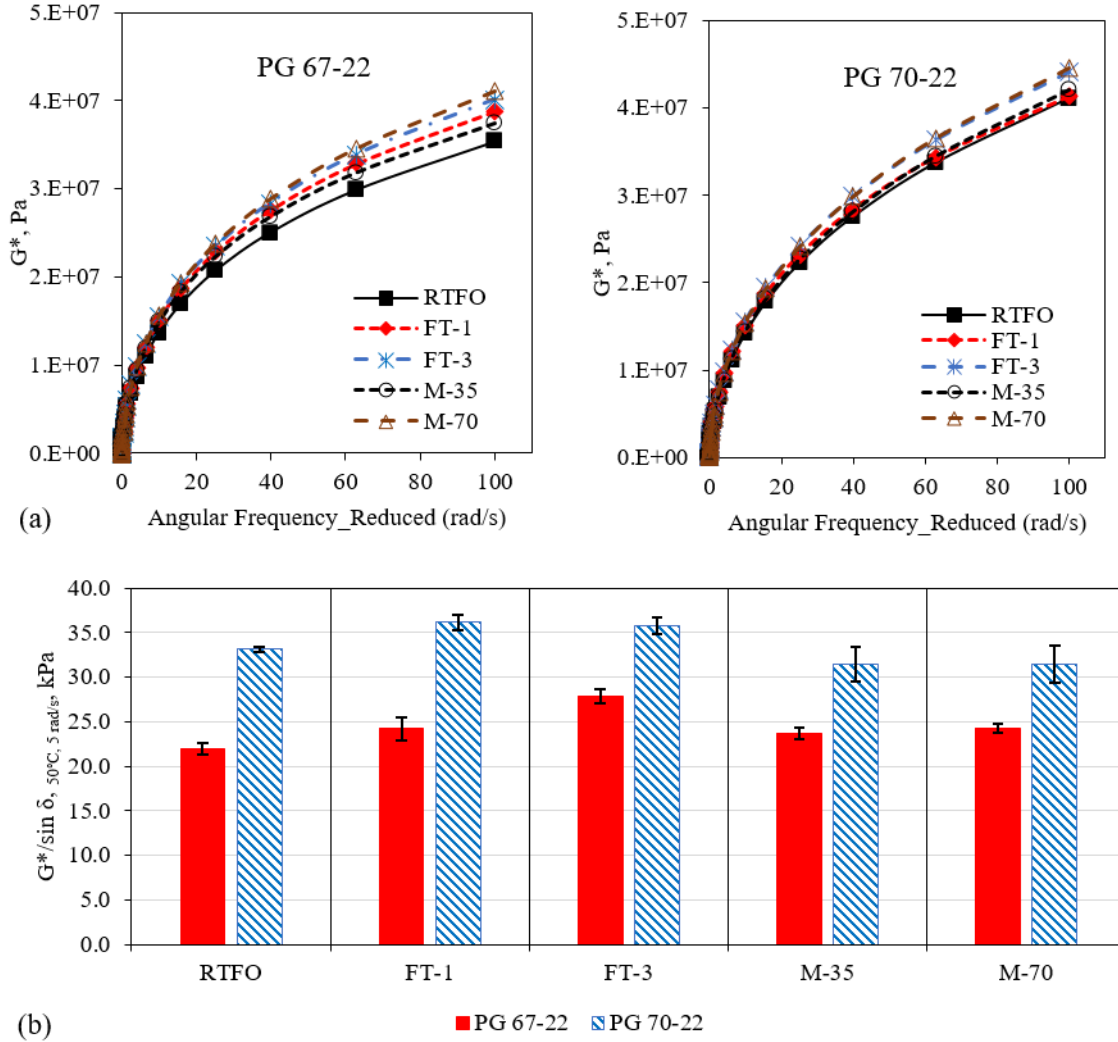 5.E+07
4.E+07
3.E+07
2.E+07
1.E+07
0.E+00
G*, Pa
PG 67-22
RTFO
FT-1
FT-3
M-35
M-70
0 20 40 60 80 100
Angular Frequency_Reduced (rad/s)
(a)
5.E+07
4.E+07
3.E+07
2.E+07
1.E+07
0.E+00
G*, Pa
PG 70-22
RTFO
FT-1
FT-3
M-35
M-70
0 20 40 60 80 100
Angular Frequency_Reduced (rad/s)
40.0
35.0
30.0
25.0
20.0
15.0
10.0
5.0
0.0
G*/sin δ, 50°C, 5 rad/s, kPa
RTFO FT-1 FT-3 M-35 M-70
(b)
PG 67-22 PG 70-22